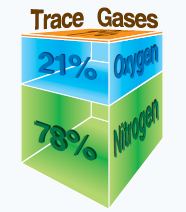 Trace Gases
21% Oxygen
78% Nitrogen